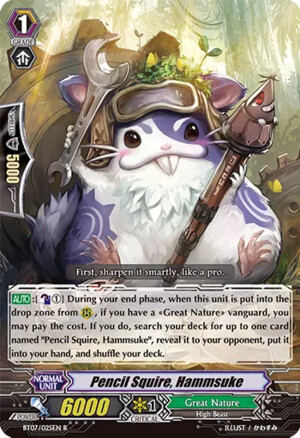 1
GRADE
5000
SHIELD
First, sharpen it smartly, like a pro.
AUTO : 1 During your end phase, when this unit is put into the
drop zone from , if you have a «Great Nature» vanguard, you
may pay the cost. If you do, search your deck for up to one card
named "Pencil Squire, Hammsuke", reveal it to your opponent, put it
into your hand, and shuffle your deck.
NORMAL
UNIT
Pencil Squire, Hammsuke
POWER
6000
1
CRITICAL
Great Nature
High Beast
BT07/025EN R
ILLUST / かわすみ